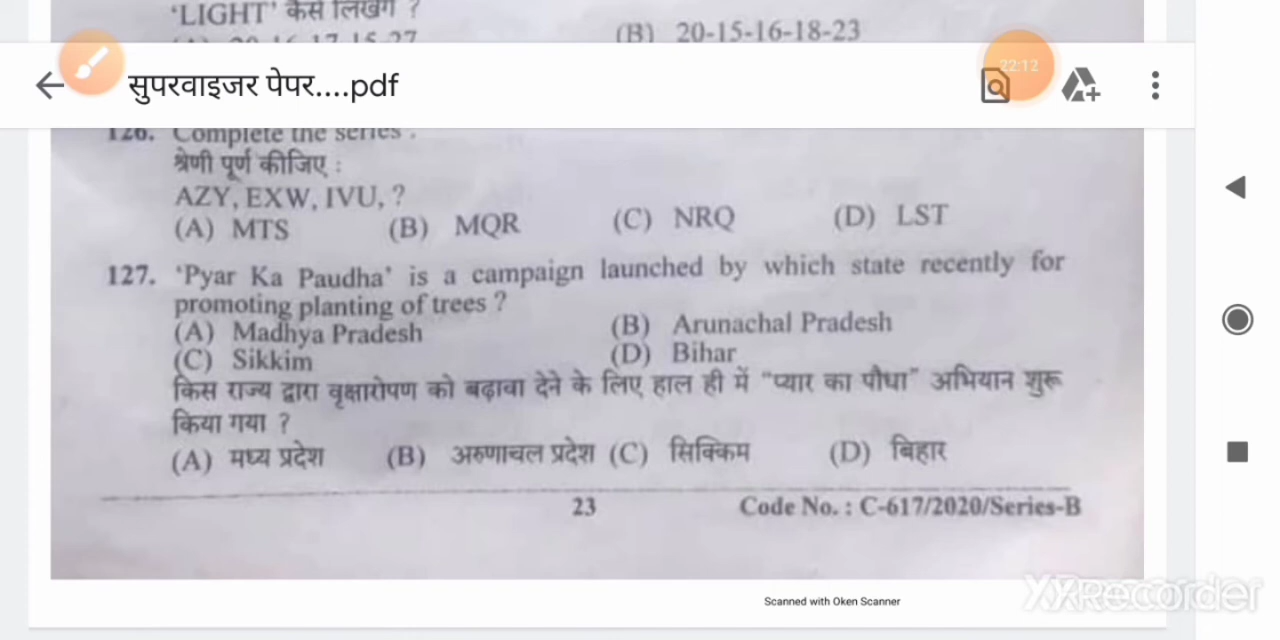 'LIGHT' कैसे लिखेंगे ?
(B) 20-15-16-18-23
22:12
सुपरवाइजर पेपर....pdf
126. Complete the series .
श्रेणी पूर्ण कीजिए :
AZY, EXW, IVU, ?
(A) MTS (B) MQR (C) NRQ (D) LST
127. 'Pyar Ka Paudha' is a campaign launched by which state recently for
promoting planting of trees ?
(A) Madhya Pradesh (B) Arunachal Pradesh
(C) Sikkim (D) Bihar
किस राज्य द्वारा वृक्षारोपण को बढ़ावा देने के लिए हाल ही में "प्यार का पौधा" अभियान शुरू
किया गया ?
(A) मध्य प्रदेश (B) अरुणाचल प्रदेश (C) सिक्किम (D) बिहार
23 Code No. : C-617/2020/Series-B
Scanned with Oken Scanner
XXRecorder